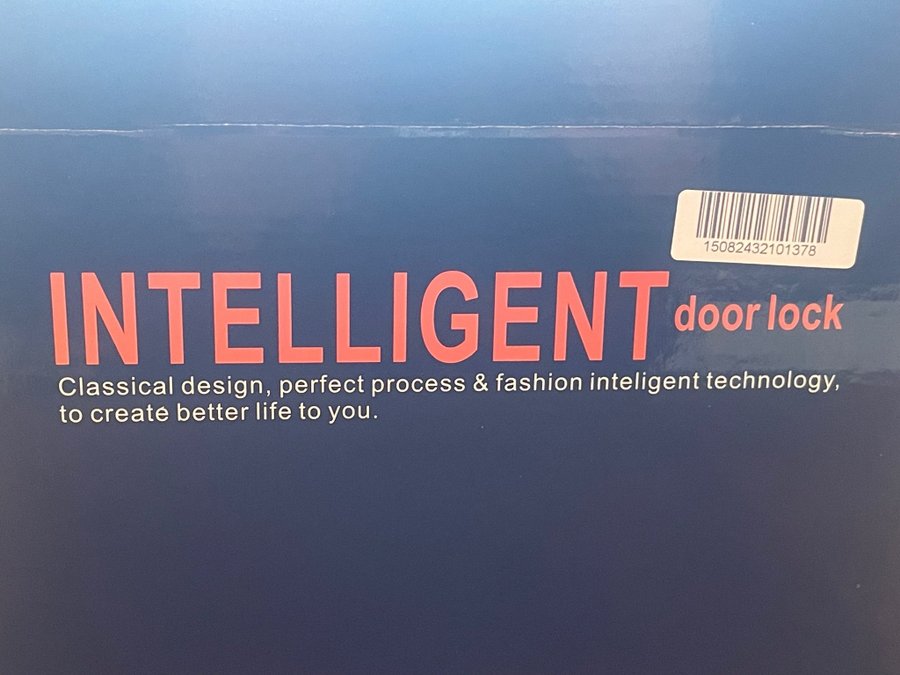 15082432101378
INTELLIGENT door lock
Classical design, perfect process & fashion inteligent technology,
to create better life to you.